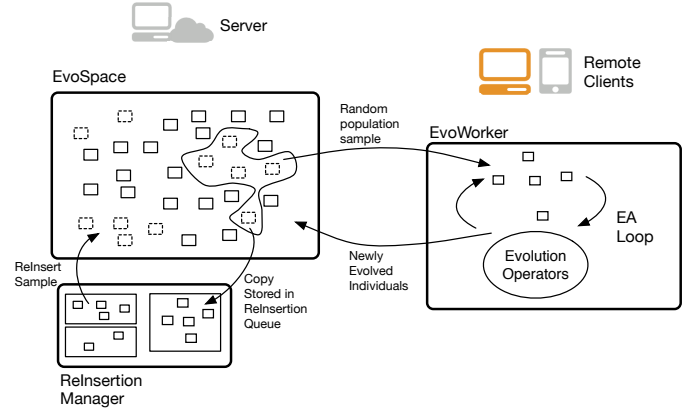 Server
Remote
Clients
EvoSpace
Random
population
sample
EvoWorker
EA
Loop
Evolution
Operators
Newly
Evolved
Individuals
ReInsert
Sample
Copy
Stored in
ReInsertion
Queue
ReInsertion
Manager